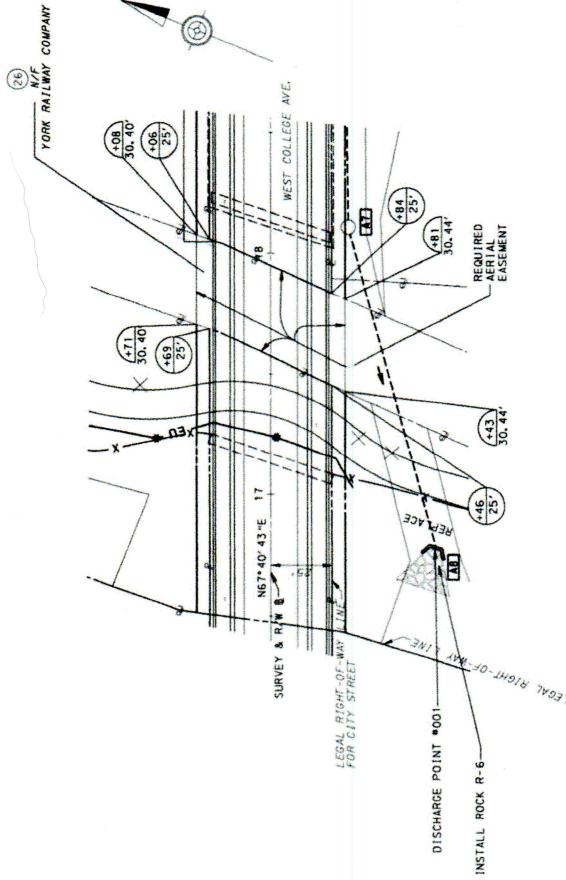 26
N/F
YORK RAILWAY COMPANY
+08
30.40'
+06
25'
WEST COLLEGE AVE.
+71
30.40'
+69
25'
18
A7
+84
25'
+81
30.44'
REQUIRED
AERIAL
EASEMENT
X
XEU
X
+43
30.44'
+46
25'
N67°40'43"E 17
SURVEY & R/W B
25'
LEGAL RIGHT-OF-WAY LINE
FOR CITY STREET
REPLACE
A8
LEGAL RIGHT-OF-WAY LINE
DISCHARGE POINT #001
INSTALL ROCK R-6